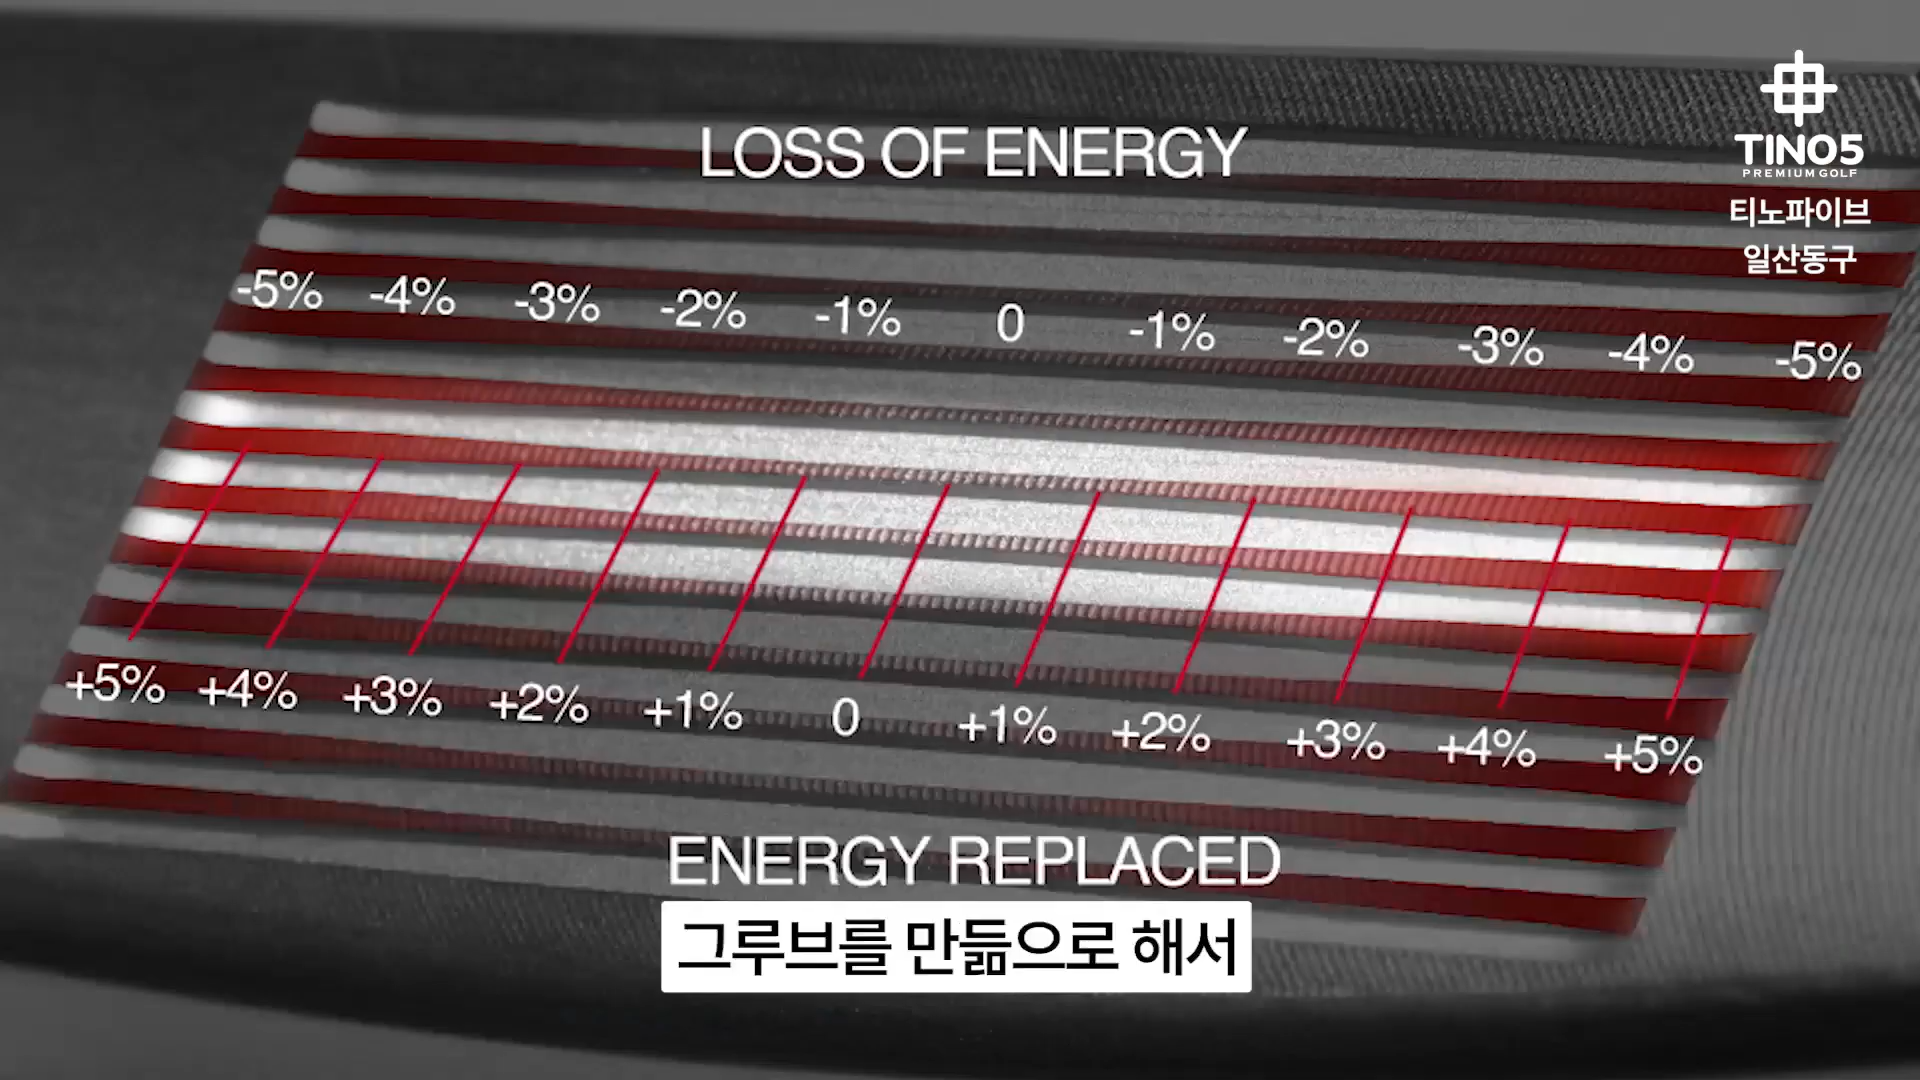 LOSS OF ENERGY
TINO5
PREMIUM GOLF
티노파이브
일산동구
-5% -4% -3% -2% -1% 0 -1% -2% -3% -4% -5%
+5% +4% +3% +2% +1% 0 +1% +2% +3% +4% +5%
ENERGY REPLACED
그루브를 만듦으로 해서